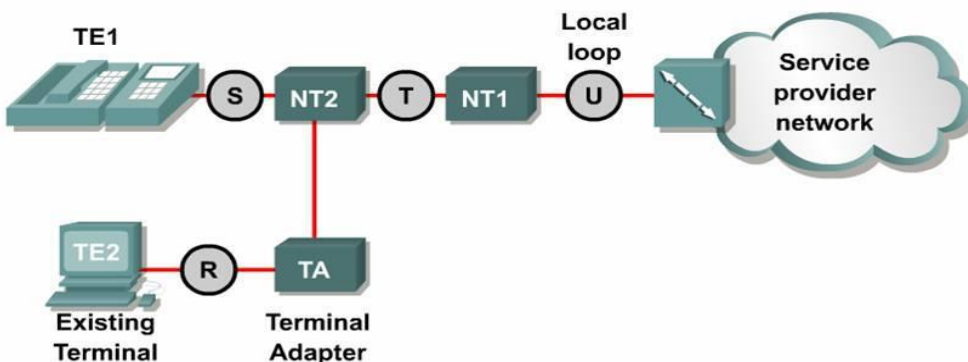 TE1
Local
loop
Service
provider
network
S
NT2
T
NT1
U
TE2
R
TA
Existing
Terminal
Terminal
Adapter